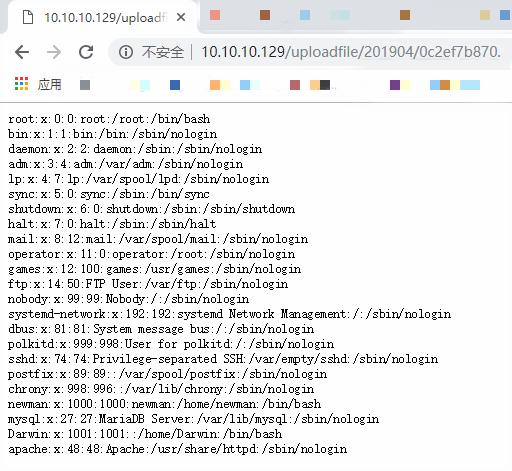 10.10.10.129/uploadfile/201904
不安全 10.10.10.129/uploadfile/201904/0c2ef7b870.
应用
root:x:0:0:root:/root:/bin/bash
bin:x:1:1:bin:/bin:/sbin/nologin
daemon:x:2:2:daemon:/sbin:/sbin/nologin
adm:x:3:4:adm:/var/adm:/sbin/nologin
lp:x:4:7:lp:/var/spool/lpd:/sbin/nologin
sync:x:5:0:sync:/sbin:/bin/sync
shutdown:x:6:0:shutdown:/sbin:/sbin/shutdown
halt:x:7:0:halt:/sbin:/sbin/halt
mail:x:8:12:mail:/var/spool/mail:/sbin/nologin
operator:x:11:0:operator:/root:/sbin/nologin
games:x:12:100:games:/usr/games:/sbin/nologin
ftp:x:14:50:FTP User:/var/ftp:/sbin/nologin
nobody:x:99:99:Nobody:/:/sbin/nologin
systemd-network:x:192:192:systemd Network Management:/:/sbin/nologin
dbus:x:81:81:System message bus:/:/sbin/nologin
polkitd:x:999:998:User for polkitd:/:/sbin/nologin
sshd:x:74:74:Privilege-separated SSH:/var/empty/sshd:/sbin/nologin
postfix:x:89:89::/var/spool/postfix:/sbin/nologin
chrony:x:998:996::/var/lib/chrony:/sbin/nologin
newman:x:1000:1000:newman:/home/newman:/bin/bash
mysql:x:27:27:MariaDB Server:/var/lib/mysql:/sbin/nologin
Darwin:x:1001:1001::/home/Darwin:/bin/bash
apache:x:48:48:Apache:/usr/share/httpd:/sbin/nologin